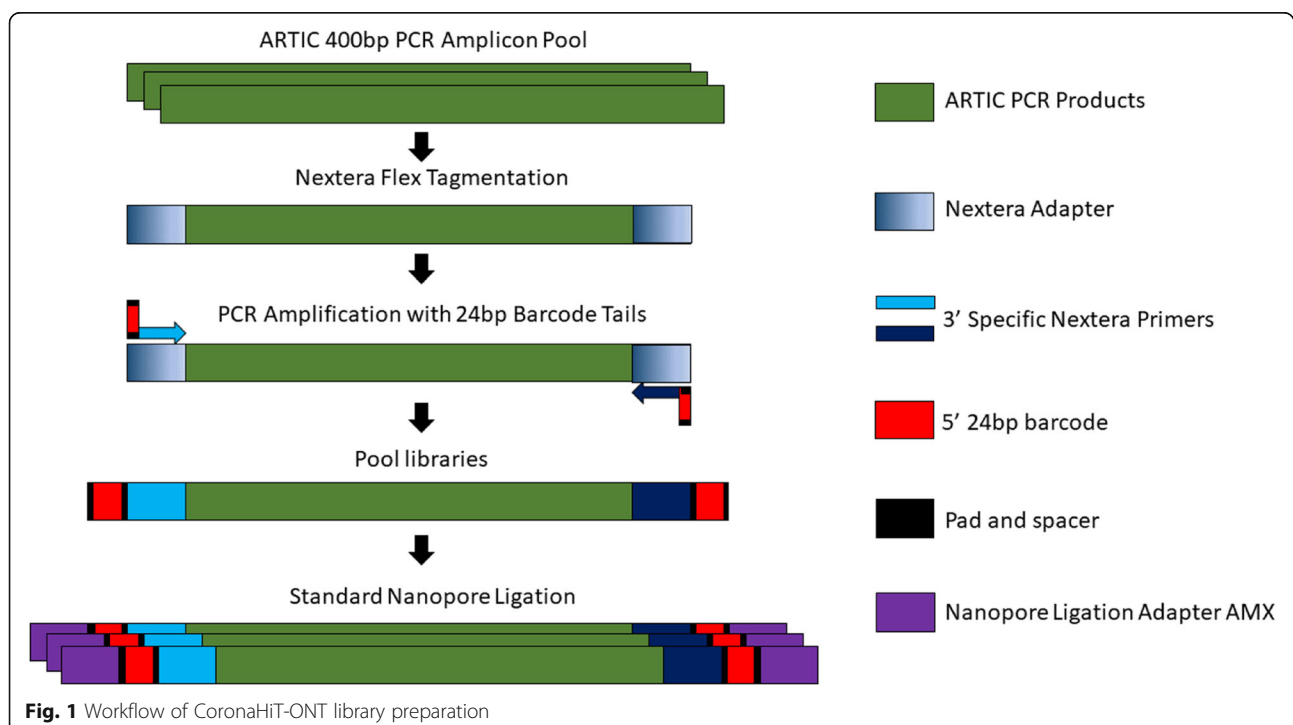 ARTIC 400bp PCR Amplicon Pool
Nextera Flex Tagmentation
PCR Amplification with 24bp Barcode Tails
Pool libraries
Standard Nanopore Ligation
ARTIC PCR Products
Nextera Adapter
3’ Specific Nextera Primers
5’ 24bp barcode
Pad and spacer
Nanopore Ligation Adapter AMX
Fig. 1 Workflow of CoronaHiT-ONT library preparation